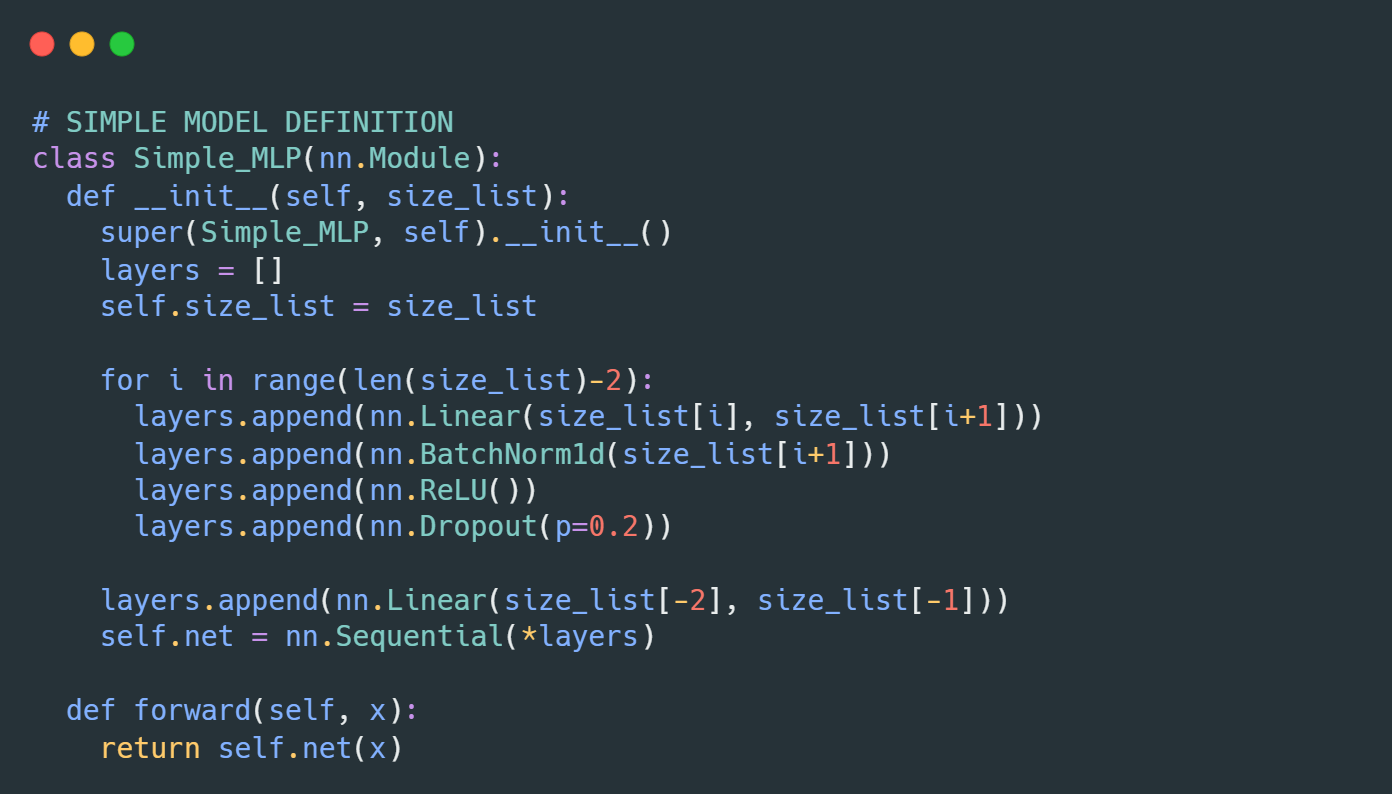 # SIMPLE MODEL DEFINITION
class Simple_MLP(nn.Module):
  def __init__(self, size_list):
    super(Simple_MLP, self).__init__()
    layers = []
    self.size_list = size_list

    for i in range(len(size_list)-2):
      layers.append(nn.Linear(size_list[i], size_list[i+1]))
      layers.append(nn.BatchNorm1d(size_list[i+1]))
      layers.append(nn.ReLU())
      layers.append(nn.Dropout(p=0.2))

    layers.append(nn.Linear(size_list[-2], size_list[-1]))
    self.net = nn.Sequential(*layers)

  def forward(self, x):
    return self.net(x)